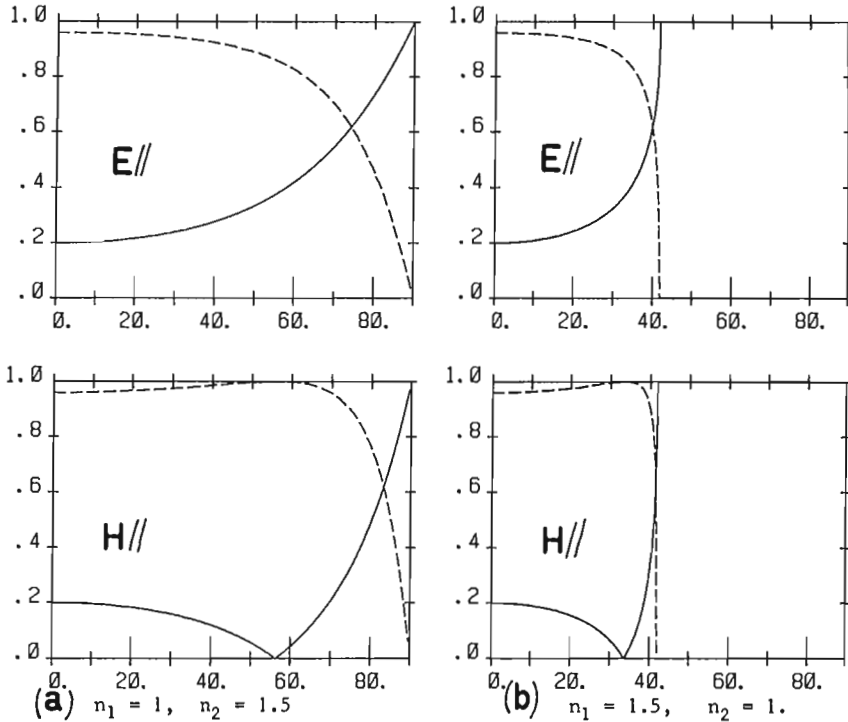 1.0
.8
.6
.4
.2
.0
E//
0. 20. 40. 60. 80.
1.0
.8
.6
.4
.2
.0
E//
0. 20. 40. 60. 80.
1.0
.8
.6
.4
.2
.0
H//
0. 20. 40. 60. 80.
(a) n₁ = 1, n₂ = 1.5
1.0
.8
.6
.4
.2
.0
H//
0. 20. 40. 60. 80.
(b) n₁ = 1.5, n₂ = 1.